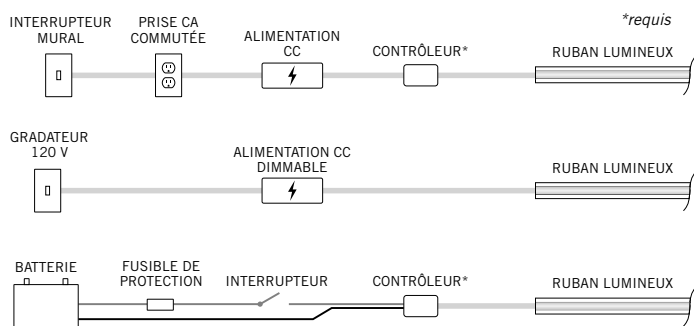 *requis
INTERRUPTEUR
MURAL
PRISE CA
COMMUTÉE
ALIMENTATION
CC
CONTRÔLEUR*
RUBAN LUMINEUX
GRADATEUR
120 V
ALIMENTATION CC
DIMMABLE
RUBAN LUMINEUX
BATTERIE
FUSIBLE DE
PROTECTION
INTERRUPTEUR
CONTRÔLEUR*
RUBAN LUMINEUX